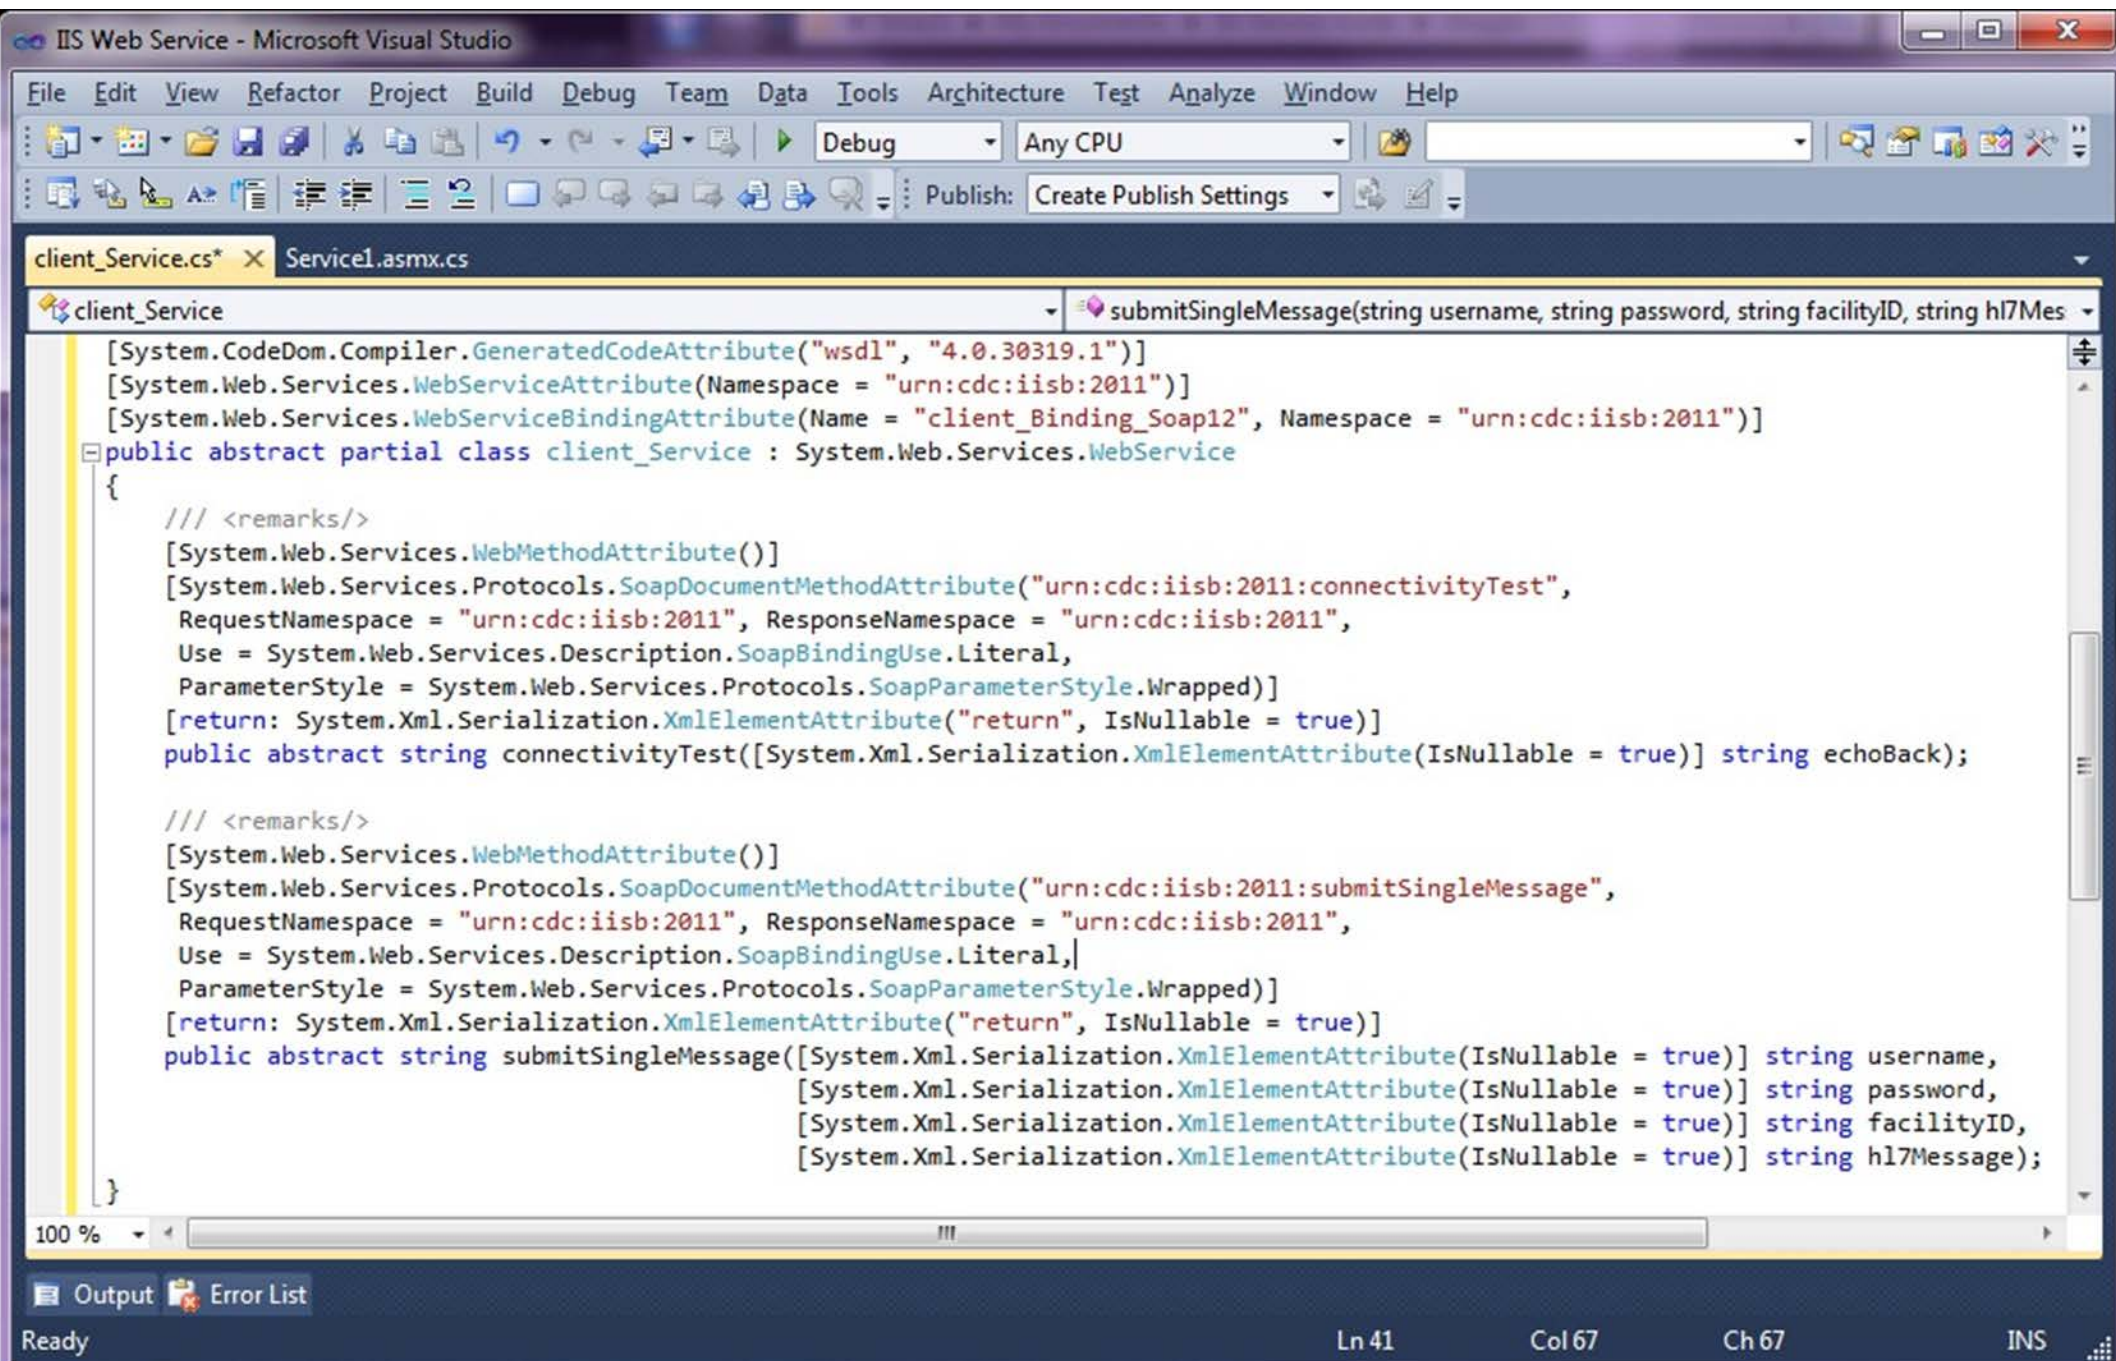 IIS Web Service - Microsoft Visual Studio
File Edit View Refactor Project Build Debug Team Data Tools Architecture Test Analyze Window Help
Debug Any CPU
Publish: Create Publish Settings
client_Service.cs* Service1.asmx.cs
client_Service submitSingleMessage(string username, string password, string facilityID, string hl7Mes
[System.CodeDom.Compiler.GeneratedCodeAttribute("wsdl", "4.0.30319.1")]
[System.Web.Services.WebServiceAttribute(Namespace = "urn:cdc:iisb:2011")]
[System.Web.Services.WebServiceBindingAttribute(Name = "client_Binding_Soap12", Namespace = "urn:cdc:iisb:2011")]
public abstract partial class client_Service : System.Web.Services.WebService
{
/// <remarks/>
[System.Web.Services.WebMethodAttribute()]
[System.Web.Services.Protocols.SoapDocumentMethodAttribute("urn:cdc:iisb:2011:connectivityTest",
RequestNamespace = "urn:cdc:iisb:2011", ResponseNamespace = "urn:cdc:iisb:2011",
Use = System.Web.Services.Description.SoapBindingUse.Literal,
ParameterStyle = System.Web.Services.Protocols.SoapParameterStyle.Wrapped)]
[return: System.Xml.Serialization.XmlElementAttribute("return", IsNullable = true)]
public abstract string connectivityTest([System.Xml.Serialization.XmlElementAttribute(IsNullable = true)] string echoBack);
/// <remarks/>
[System.Web.Services.WebMethodAttribute()]
[System.Web.Services.Protocols.SoapDocumentMethodAttribute("urn:cdc:iisb:2011:submitSingleMessage",
RequestNamespace = "urn:cdc:iisb:2011", ResponseNamespace = "urn:cdc:iisb:2011",
Use = System.Web.Services.Description.SoapBindingUse.Literal,
ParameterStyle = System.Web.Services.Protocols.SoapParameterStyle.Wrapped)]
[return: System.Xml.Serialization.XmlElementAttribute("return", IsNullable = true)]
public abstract string submitSingleMessage([System.Xml.Serialization.XmlElementAttribute(IsNullable = true)] string username,
[System.Xml.Serialization.XmlElementAttribute(IsNullable = true)] string password,
[System.Xml.Serialization.XmlElementAttribute(IsNullable = true)] string facilityID,
[System.Xml.Serialization.XmlElementAttribute(IsNullable = true)] string hl7Message);
}
100 %
Output Error List
Ready Ln 41 Col 67 Ch 67 INS